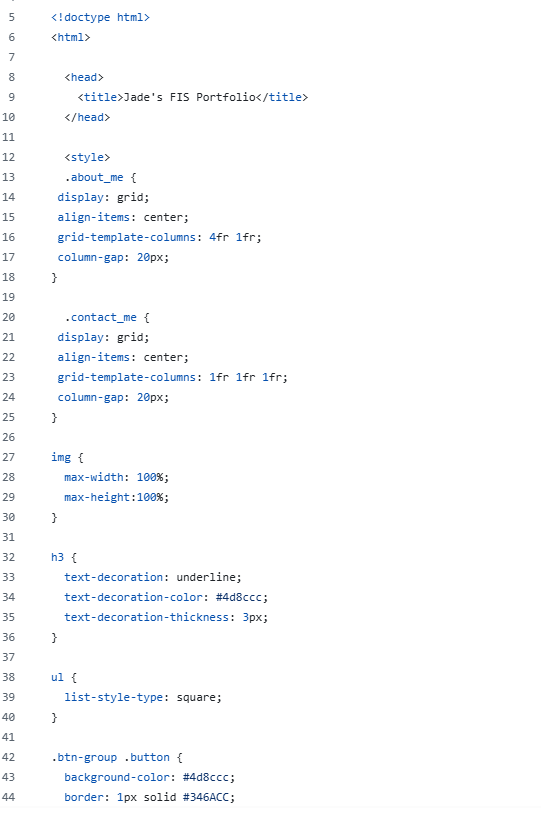 5 <!doctype html>
6 <html>
7
8 <head>
9 <title>Jade's FIS Portfolio</title>
10 </head>
11
12 <style>
13 .about_me {
14 display: grid;
15 align-items: center;
16 grid-template-columns: 4fr 1fr;
17 column-gap: 20px;
18 }
19
20 .contact_me {
21 display: grid;
22 align-items: center;
23 grid-template-columns: 1fr 1fr 1fr;
24 column-gap: 20px;
25 }
26
27 img {
28 max-width: 100%;
29 max-height:100%;
30 }
31
32 h3 {
33 text-decoration: underline;
34 text-decoration-color: #4d8ccc;
35 text-decoration-thickness: 3px;
36 }
37
38 ul {
39 list-style-type: square;
40 }
41
42 .btn-group .button {
43 background-color: #4d8ccc;
44 border: 1px solid #346ACC;